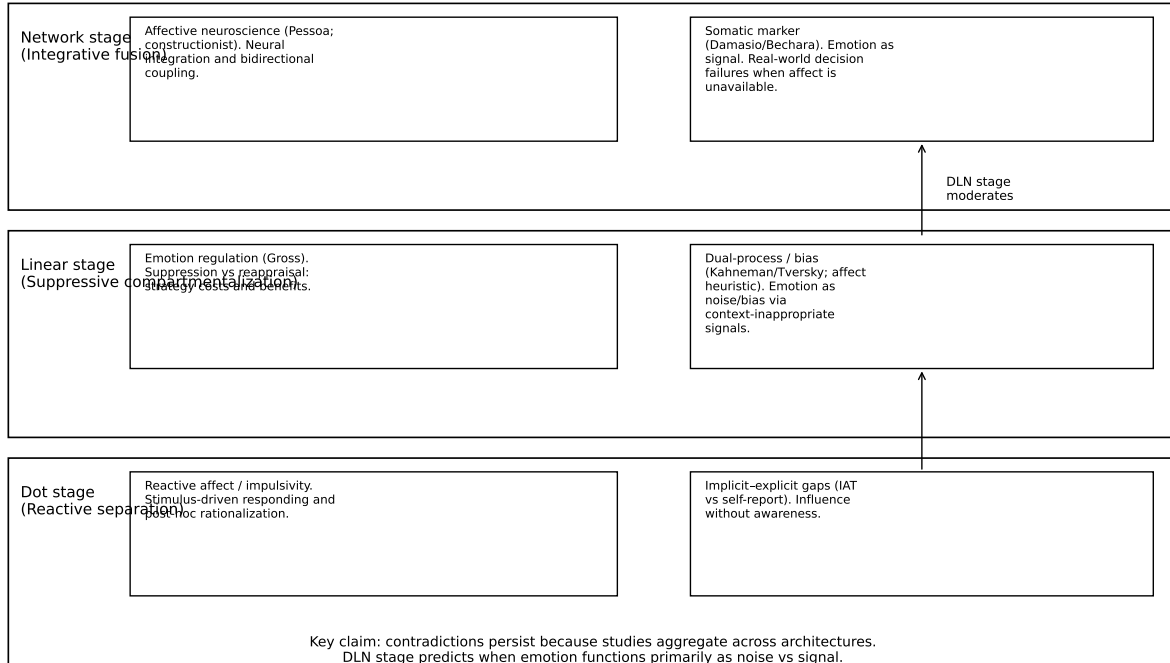 Network stage
(Integrative fusion)
Affective neuroscience (Pessoa;
constructionist). Neural
integration and bidirectional
coupling.
Somatic marker
(Damasio/Bechara). Emotion as
signal. Real-world decision
failures when affect is
unavailable.
DLN stage
moderates
Linear stage
(Suppressive compartmentalization)
Emotion regulation (Gross).
Suppression vs reappraisal:
strategy costs and benefits.
Dual-process / bias
(Kahneman/Tversky; affect
heuristic). Emotion as
noise/bias via
context-inappropriate
signals.
Dot stage
(Reactive separation)
Reactive affect / impulsivity.
Stimulus-driven responding and
post-hoc rationalization.
Implicit–explicit gaps (IAT
vs self-report). Influence
without awareness.
Key claim: contradictions persist because studies aggregate across architectures.
DLN stage predicts when emotion functions primarily as noise vs signal.